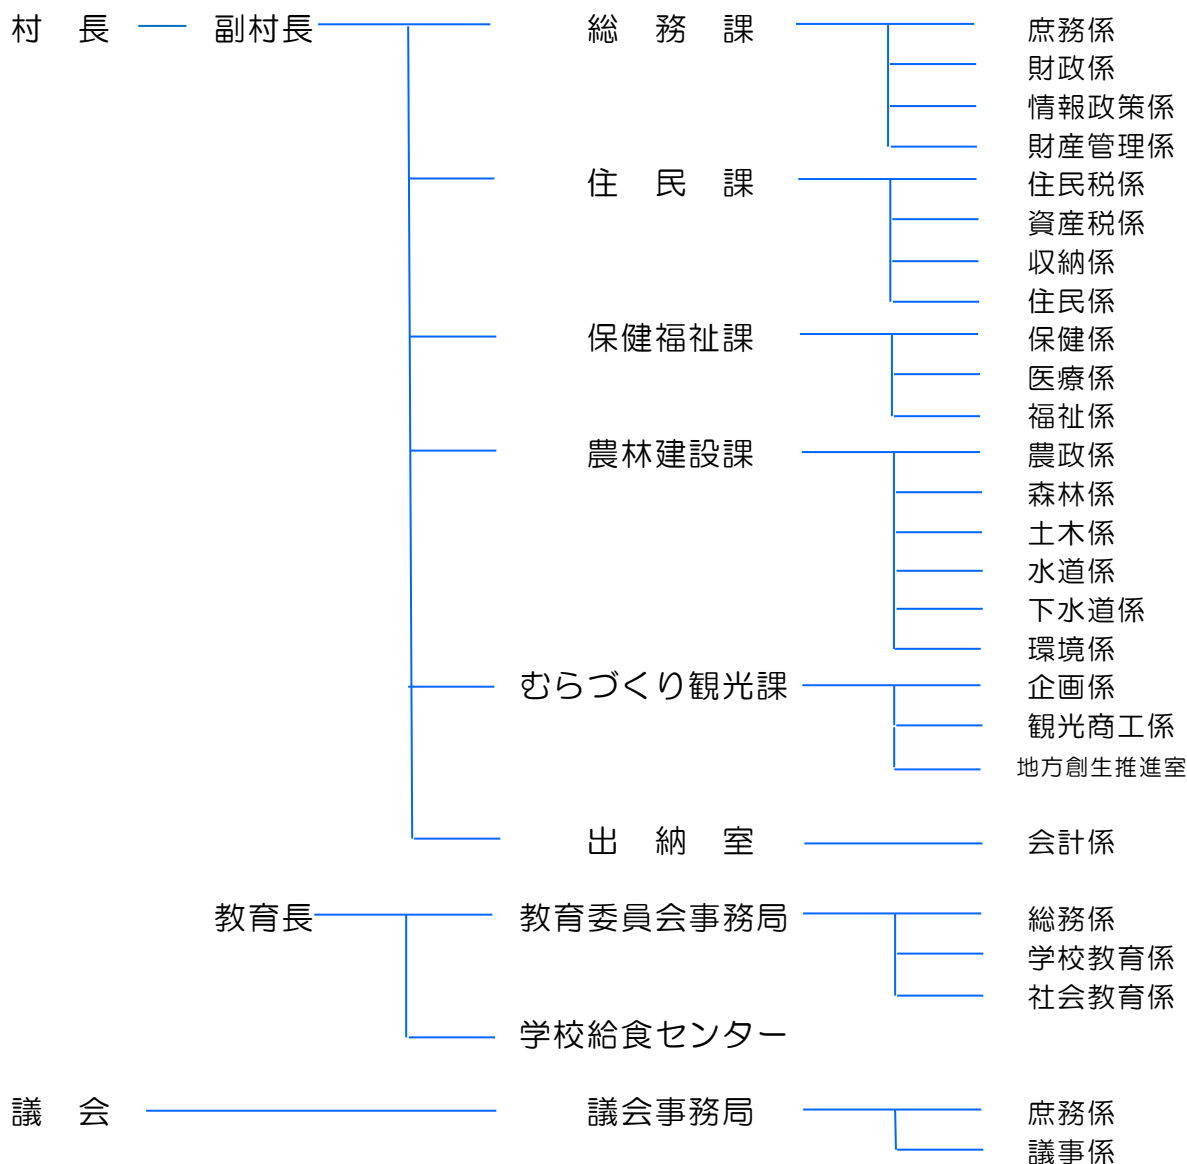 村　長　副村長　総　務　課　庶務係
財政係
情報政策係
財産管理係
住　民　課　住民税係
資産税係
収納係
住民係
保健福祉課　保健係
医療係
福祉係
農林建設課　農政係
森林係
土木係
水道係
下水道係
環境係
むらづくり観光課　企画係
観光商工係
地方創生推進室
出　納　室　会計係
教育長　教育委員会事務局　総務係
学校教育係
社会教育係
学校給食センター
議　会　議会事務局　庶務係
議事係